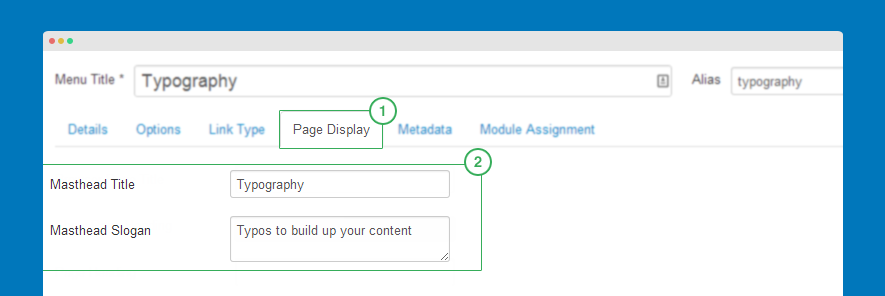 Menu Title * Typography Alias typography
1
Details Options Link Type Page Display Metadata Module Assignment
2
Masthead Title Typography
Masthead Slogan Typos to build up your content